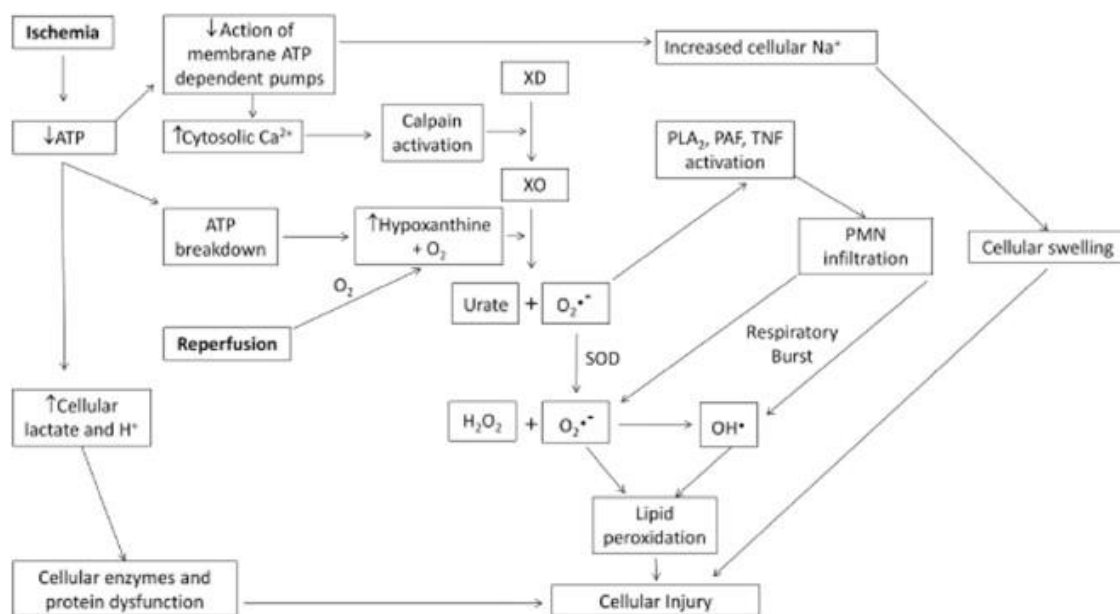 Ischemia
↓Action of
membrane ATP
dependent pumps
Increased cellular Na⁺
XD
↓ATP
↑Cytosolic Ca²⁺
Calpain
activation
PLA₂, PAF, TNF
activation
XO
ATP
breakdown
↑Hypoxanthine
+ O₂
PMN
infiltration
Cellular swelling
O₂
Urate + O₂•⁻
Reperfusion
Respiratory
Burst
SOD
↑Cellular
lactate and H⁺
H₂O₂ + O₂•⁻
OH•
Lipid
peroxidation
Cellular enzymes and
protein dysfunction
Cellular Injury